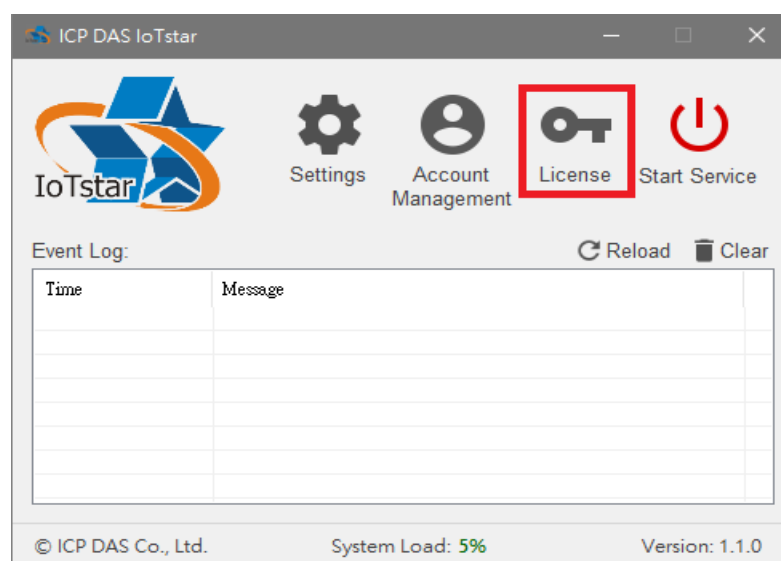 ICP DAS IoTstar
IoTstar
Settings
Account
Management
License
Start Service
Event Log:
Reload
Clear
Time
Message
© ICP DAS Co., Ltd.
System Load: 5%
Version: 1.1.0